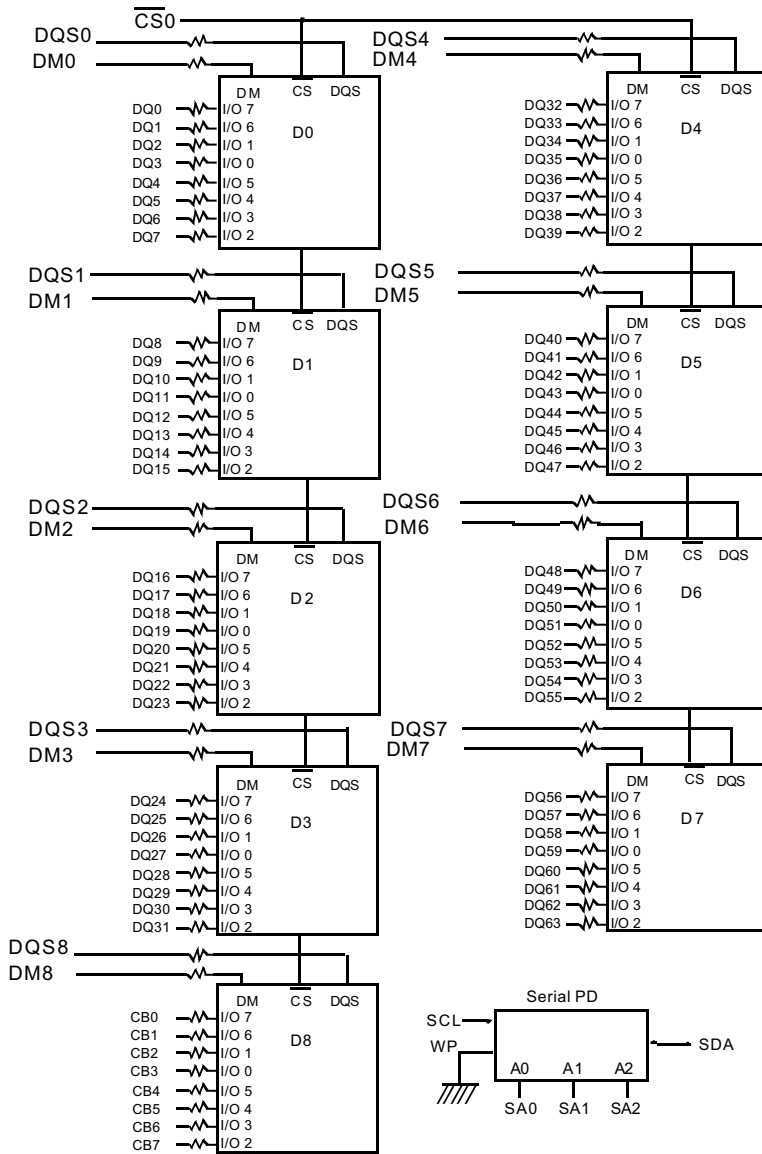 CS0
DQS0
DM0
DM CS DQS
D0
DQ0 I/O 7
DQ1 I/O 6
DQ2 I/O 1
DQ3 I/O 0
DQ4 I/O 5
DQ5 I/O 4
DQ6 I/O 3
DQ7 I/O 2
DQS1
DM1
DM CS DQS
D1
DQ8 I/O 7
DQ9 I/O 6
DQ10 I/O 1
DQ11 I/O 0
DQ12 I/O 5
DQ13 I/O 4
DQ14 I/O 3
DQ15 I/O 2
DQS2
DM2
DM CS DQS
D2
DQ16 I/O 7
DQ17 I/O 6
DQ18 I/O 1
DQ19 I/O 0
DQ20 I/O 5
DQ21 I/O 4
DQ22 I/O 3
DQ23 I/O 2
DQS3
DM3
DM CS DQS
D3
DQ24 I/O 7
DQ25 I/O 6
DQ26 I/O 1
DQ27 I/O 0
DQ28 I/O 5
DQ29 I/O 4
DQ30 I/O 3
DQ31 I/O 2
DQS8
DM8
DM CS DQS
D8
CB0 I/O 7
CB1 I/O 6
CB2 I/O 1
CB3 I/O 0
CB4 I/O 5
CB5 I/O 4
CB6 I/O 3
CB7 I/O 2
DQS4
DM4
DM CS DQS
D4
DQ32 I/O 7
DQ33 I/O 6
DQ34 I/O 1
DQ35 I/O 0
DQ36 I/O 5
DQ37 I/O 4
DQ38 I/O 3
DQ39 I/O 2
DQS5
DM5
DM CS DQS
D5
DQ40 I/O 7
DQ41 I/O 6
DQ42 I/O 1
DQ43 I/O 0
DQ44 I/O 5
DQ45 I/O 4
DQ46 I/O 3
DQ47 I/O 2
DQS6
DM6
DM CS DQS
D6
DQ48 I/O 7
DQ49 I/O 6
DQ50 I/O 1
DQ51 I/O 0
DQ52 I/O 5
DQ53 I/O 4
DQ54 I/O 3
DQ55 I/O 2
DQS7
DM7
DM CS DQS
D7
DQ56 I/O 7
DQ57 I/O 6
DQ58 I/O 1
DQ59 I/O 0
DQ60 I/O 5
DQ61 I/O 4
DQ62 I/O 3
DQ63 I/O 2
Serial PD
SCL
WP
SDA
A0 A1 A2
SA0 SA1 SA2